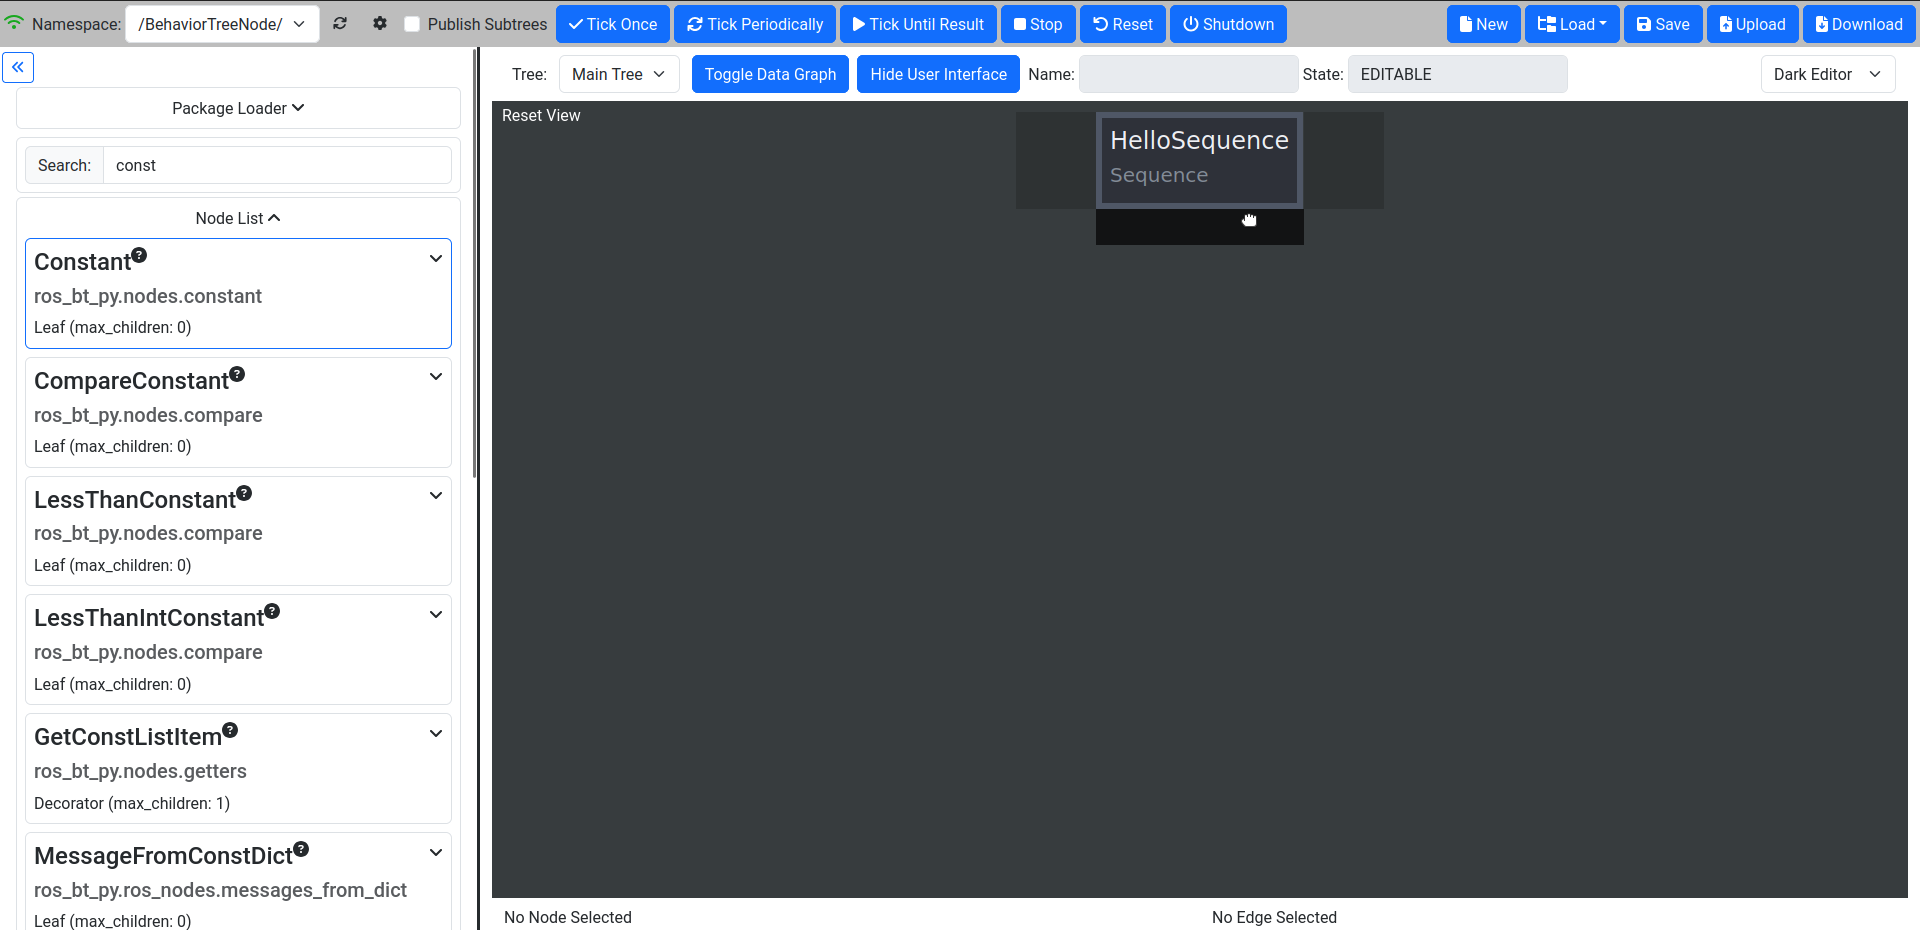 Namespace: /BehaviorTreeNode/ Publish Subtrees Tick Once Tick Periodically Tick Until Result Stop Reset Shutdown New Load Save Upload Download
Tree: Main Tree Toggle Data Graph Hide User Interface Name: State: EDITABLE Dark Editor
Package Loader
Search: const
Node List
Constant?
ros_bt_py.nodes.constant
Leaf (max_children: 0)
CompareConstant?
ros_bt_py.nodes.compare
Leaf (max_children: 0)
LessThanConstant?
ros_bt_py.nodes.compare
Leaf (max_children: 0)
LessThanIntConstant?
ros_bt_py.nodes.compare
Leaf (max_children: 0)
GetConstListItem?
ros_bt_py.nodes.getters
Decorator (max_children: 1)
MessageFromConstDict?
ros_bt_py.ros_nodes.messages_from_dict
Leaf (max_children: 0)
Reset View
HelloSequence
Sequence
No Node Selected No Edge Selected